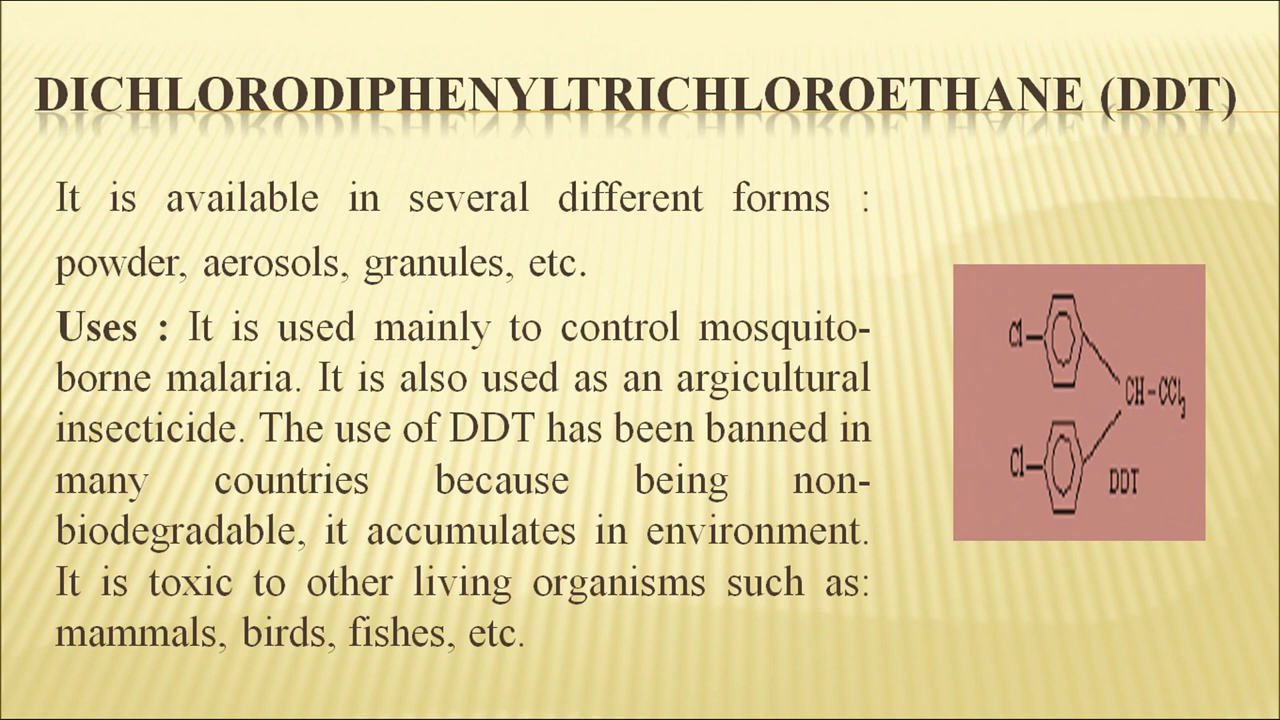 DICHLORODIPHENYLTRICHLOROETHANE (DDT)
It is available in several different forms :
powder, aerosols, granules, etc.
Uses : It is used mainly to control mosquito-
borne malaria. It is also used as an argicultural
insecticide. The use of DDT has been banned in
many countries because being non-
biodegradable, it accumulates in environment.
It is toxic to other living organisms such as:
mammals, birds, fishes, etc.
Cl
CH-CCl3
Cl
DDT